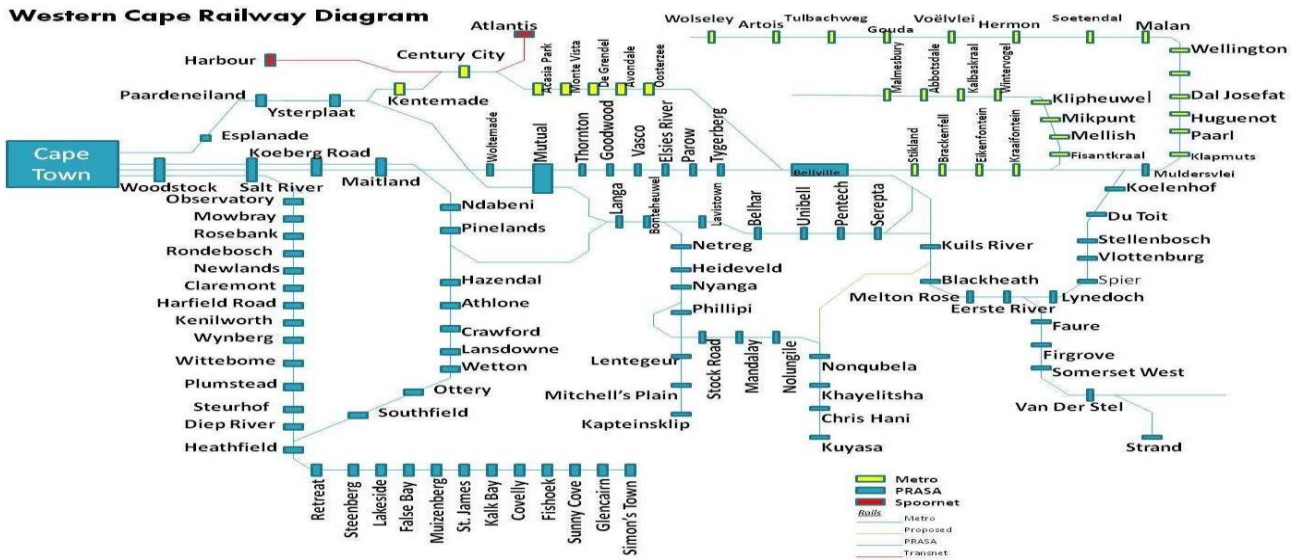 Western Cape Railway Diagram
Atlantis
Century City
Harbour
Kentemade
Paardeneiland
Ysterplaat
Esplanade
Cape
Town
Woodstock
Salt River
Koeberg Road
Maitland
Acasia Park
Monte Vista
De Grendel
Avondale
Oosterzee
Wolseley
Artois
Tulbachweg
Gouda
Voëlvlei
Hermon
Soetendal
Malan
Wellington
Dal Josefat
Huguenot
Paarl
Klapmuts
Muldersvlei
Malmesbury
Abbotsdale
Kalbaskraal
Wintervogel
Klipheuwel
Mikpunt
Mellish
Fisantkraal
Woltemade
Mutual
Thornton
Goodwood
Vasco
Elsies River
Parow
Tygerberg
Bellville
Stikland
Brackenfell
Eikenfontein
Kraaifontein
Koelenhof
Du Toit
Stellenbosch
Vlottenburg
Spier
Lynedoch
Observatory
Mowbray
Rosebank
Rondebosch
Newlands
Claremont
Harfield Road
Kenilworth
Wynberg
Wittebome
Plumstead
Steurhof
Diep River
Heathfield
Ndabeni
Pinelands
Hazendal
Athlone
Crawford
Lansdowne
Wetton
Ottery
Southfield
Langa
Bonteheuwel
Lavistown
Belhar
Unibell
Pentech
Serepta
Netreg
Heideveld
Nyanga
Phillipi
Lentegeur
Mitchell's Plain
Kapteinsklip
Stock Road
Mandalay
Nolungile
Nonqubela
Khayelitsha
Chris Hani
Kuyasa
Kuils River
Blackheath
Melton Rose
Eerste River
Faure
Firgrove
Somerset West
Van Der Stel
Strand
Retreat
Steenberg
Lakeside
False Bay
Muizenberg
St. James
Kalk Bay
Covelly
Fishoek
Sunny Cove
Glencairn
Simon's Town
Metro
PRASA
Spoornet
Rails
Metro
Proposed
PRASA
Transnet